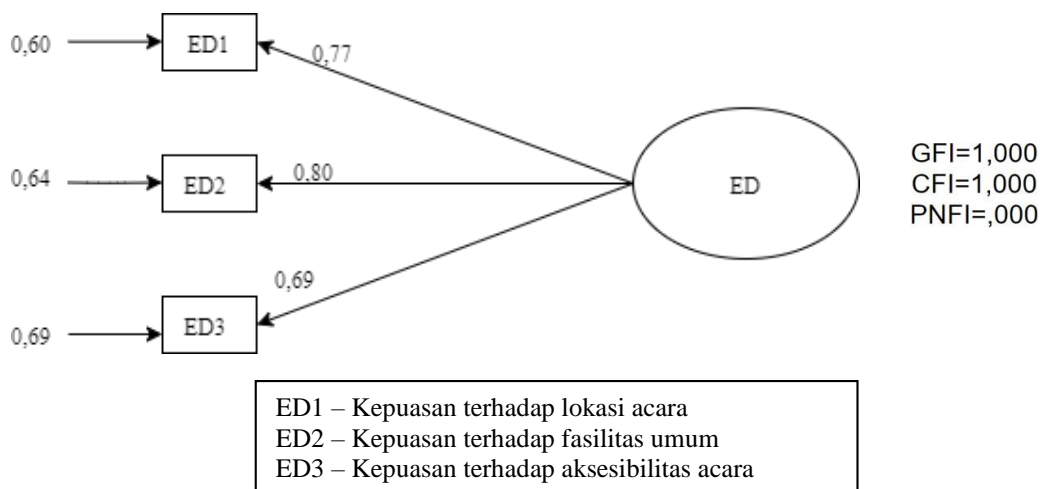 0,60
ED1
0,77
0,64
ED2
0,80
ED
GFI=1,000
CFI=1,000
PNFI=,000
0,69
ED3
0,69
ED1 – Kepuasan terhadap lokasi acara
ED2 – Kepuasan terhadap fasilitas umum
ED3 – Kepuasan terhadap aksesibilitas acara